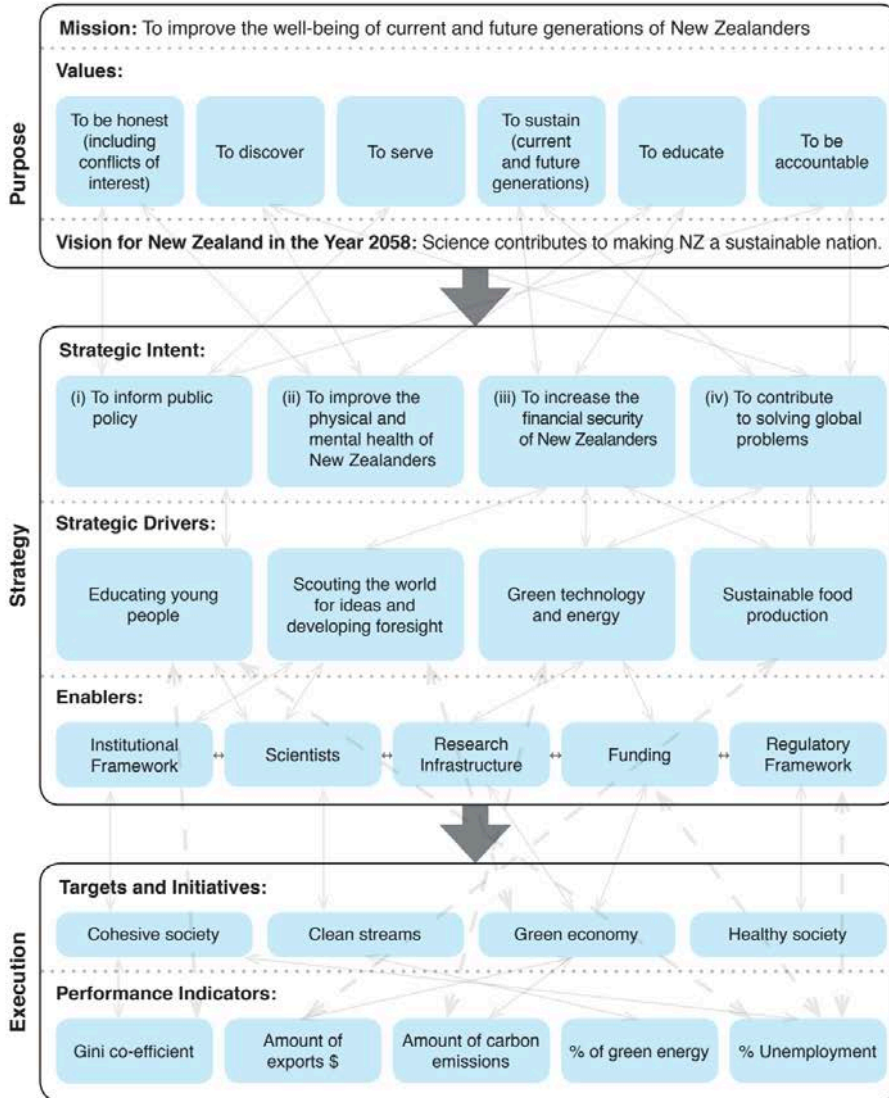 Purpose
Mission: To improve the well-being of current and future generations of New Zealanders
Values:
To be honest
(including
conflicts of
interest)
To discover
To serve
To sustain
(current
and future
generations)
To educate
To be
accountable
Vision for New Zealand in the Year 2058: Science contributes to making NZ a sustainable nation.
Strategy
Strategic Intent:
(i) To inform public
policy
(ii) To improve the
physical and
mental health of
New Zealanders
(iii) To increase the
financial security
of New Zealanders
(iv) To contribute
to solving global
problems
Strategic Drivers:
Educating young
people
Scouting the world
for ideas and
developing foresight
Green technology
and energy
Sustainable food
production
Enablers:
Institutional
Framework
Scientists
Research
Infrastructure
Funding
Regulatory
Framework
Execution
Targets and Initiatives:
Cohesive society
Clean streams
Green economy
Healthy society
Performance Indicators:
Gini co-efficient
Amount of
exports $
Amount of carbon
emissions
% of green energy
% Unemployment